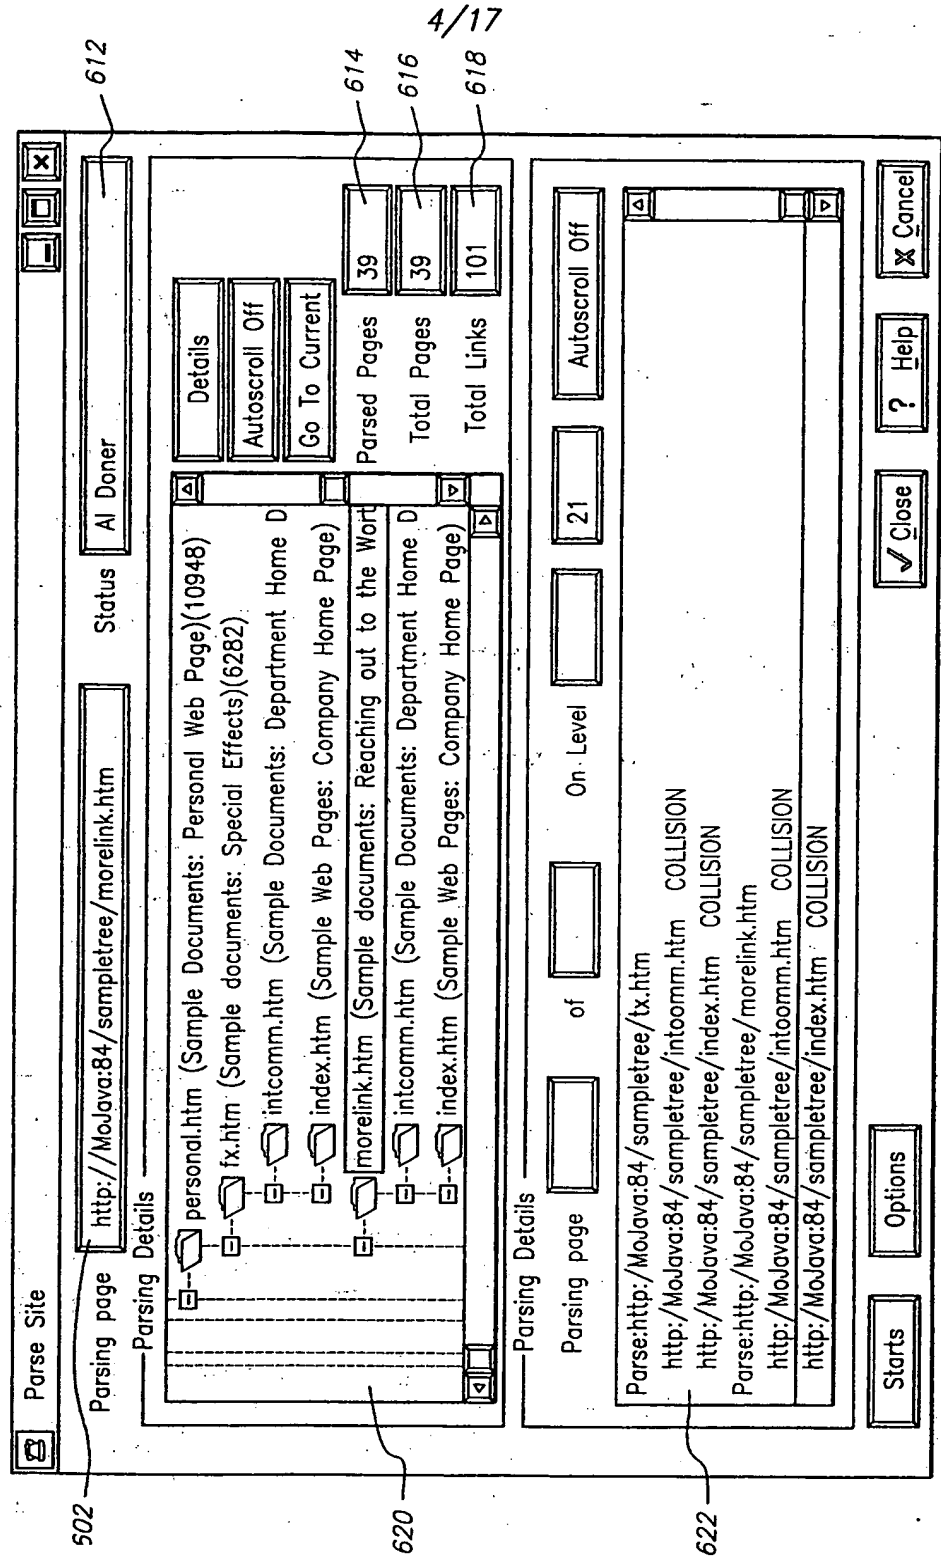 4/17
Parse Site
Parsing page
http://MoJava:84/sampletree/morelink.htm
Status
Al Doner
602
612
Parsing Details
personal.htm (Sample Documents: Personal Web Page)(10948)
fx.htm (Sample documents: Special Effects)(6282)
intcomm.htm (Sample Documents: Department Home D
index.htm (Sample Web Pages: Company Home Page)
morelink.htm (Sample documents: Reaching out to the Wort
intcomm.htm (Sample Documents: Department Home D
index.htm (Sample Web Pages: Company Home Page)
Details
Autoscroll Off
Go To Current
Parsed Pages 39
Total Pages 39
Total Links 101
614
616
618
620
Parsing Details
Parsing page
of
On Level
21
Autoscroll Off
Parse:http:/MoJava:84/sampletree/tx.htm
http:/MoJava:84/sampletree/intoomm.htm COLLISION
http:/MoJava:84/sampletree/index.htm COLLISION
Parse:http:/MoJava:84/sampletree/morelink.htm
http:/MoJava:84/sampletree/intoomm.htm COLLISION
http:/MoJava:84/sampletree/index.htm COLLISION
622
Starts
Options
✓ Close
? Help
X Cancel